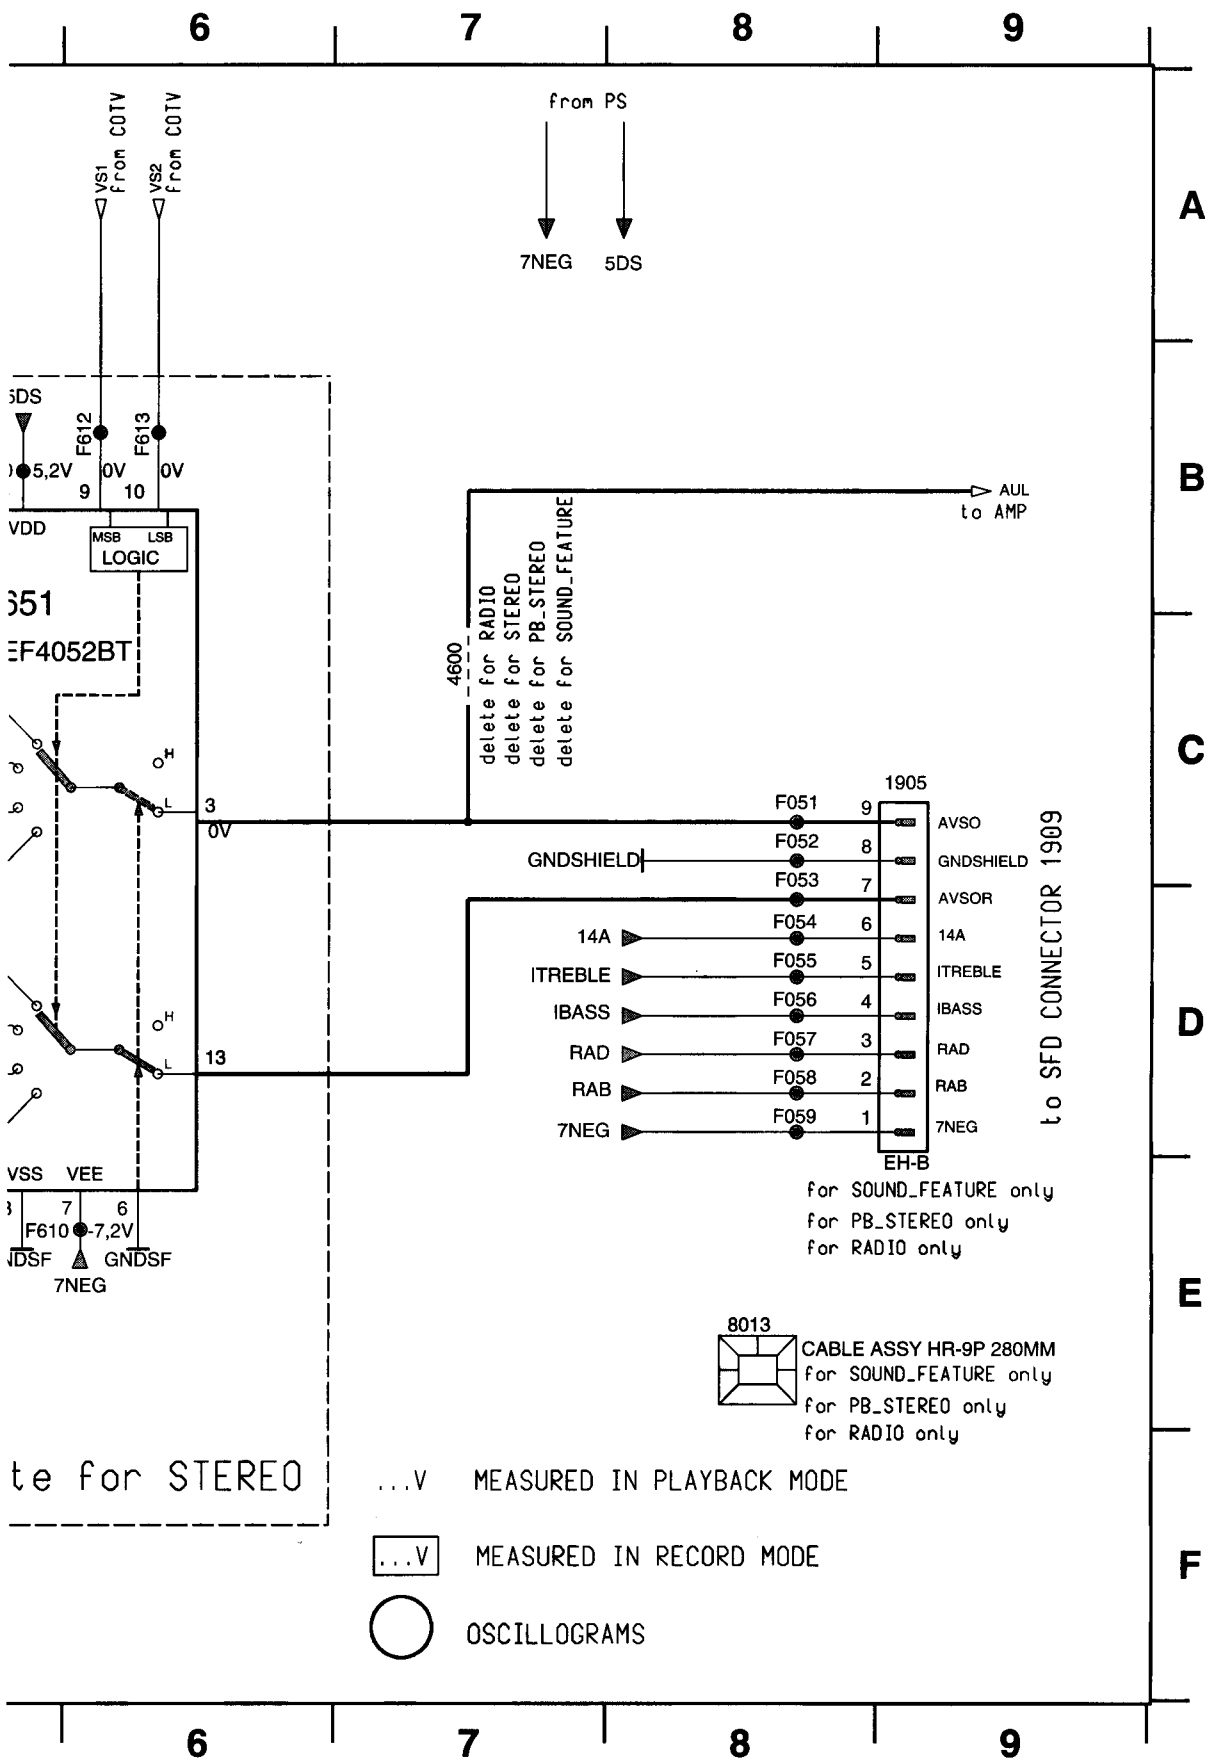 6 7 8 9
from PS
VS1
from COTV
VS2
from COTV
A
7NEG 5DS
5DS
F612
F613
5,2V 0V 0V
9 10
B
AUL
to AMP
VDD
MSB LSB
LOGIC
651
EF4052BT
4600
delete for RADIO
delete for STEREO
delete for PB_STEREO
delete for SOUND_FEATURE
C
H
L
3
0V
1905
F051 9 AVSO
GNDSHIELD F052 8 GNDSHIELD
F053 7 AVSOR
14A F054 6 14A
ITREBLE F055 5 ITREBLE
IBASS F056 4 IBASS
RAD F057 3 RAD
RAB F058 2 RAB
7NEG F059 1 7NEG
to SFD CONNECTOR 1909
D
H
L
13
EH-B
for SOUND_FEATURE only
for PB_STEREO only
for RADIO only
VSS VEE
7 6
F610 -7,2V
NDSF GNDSF
7NEG
E
8013
CABLE ASSY HR-9P 280MM
for SOUND_FEATURE only
for PB_STEREO only
for RADIO only
te for STEREO
...V MEASURED IN PLAYBACK MODE
...V MEASURED IN RECORD MODE
F
OSCILLOGRAMS
6 7 8 9